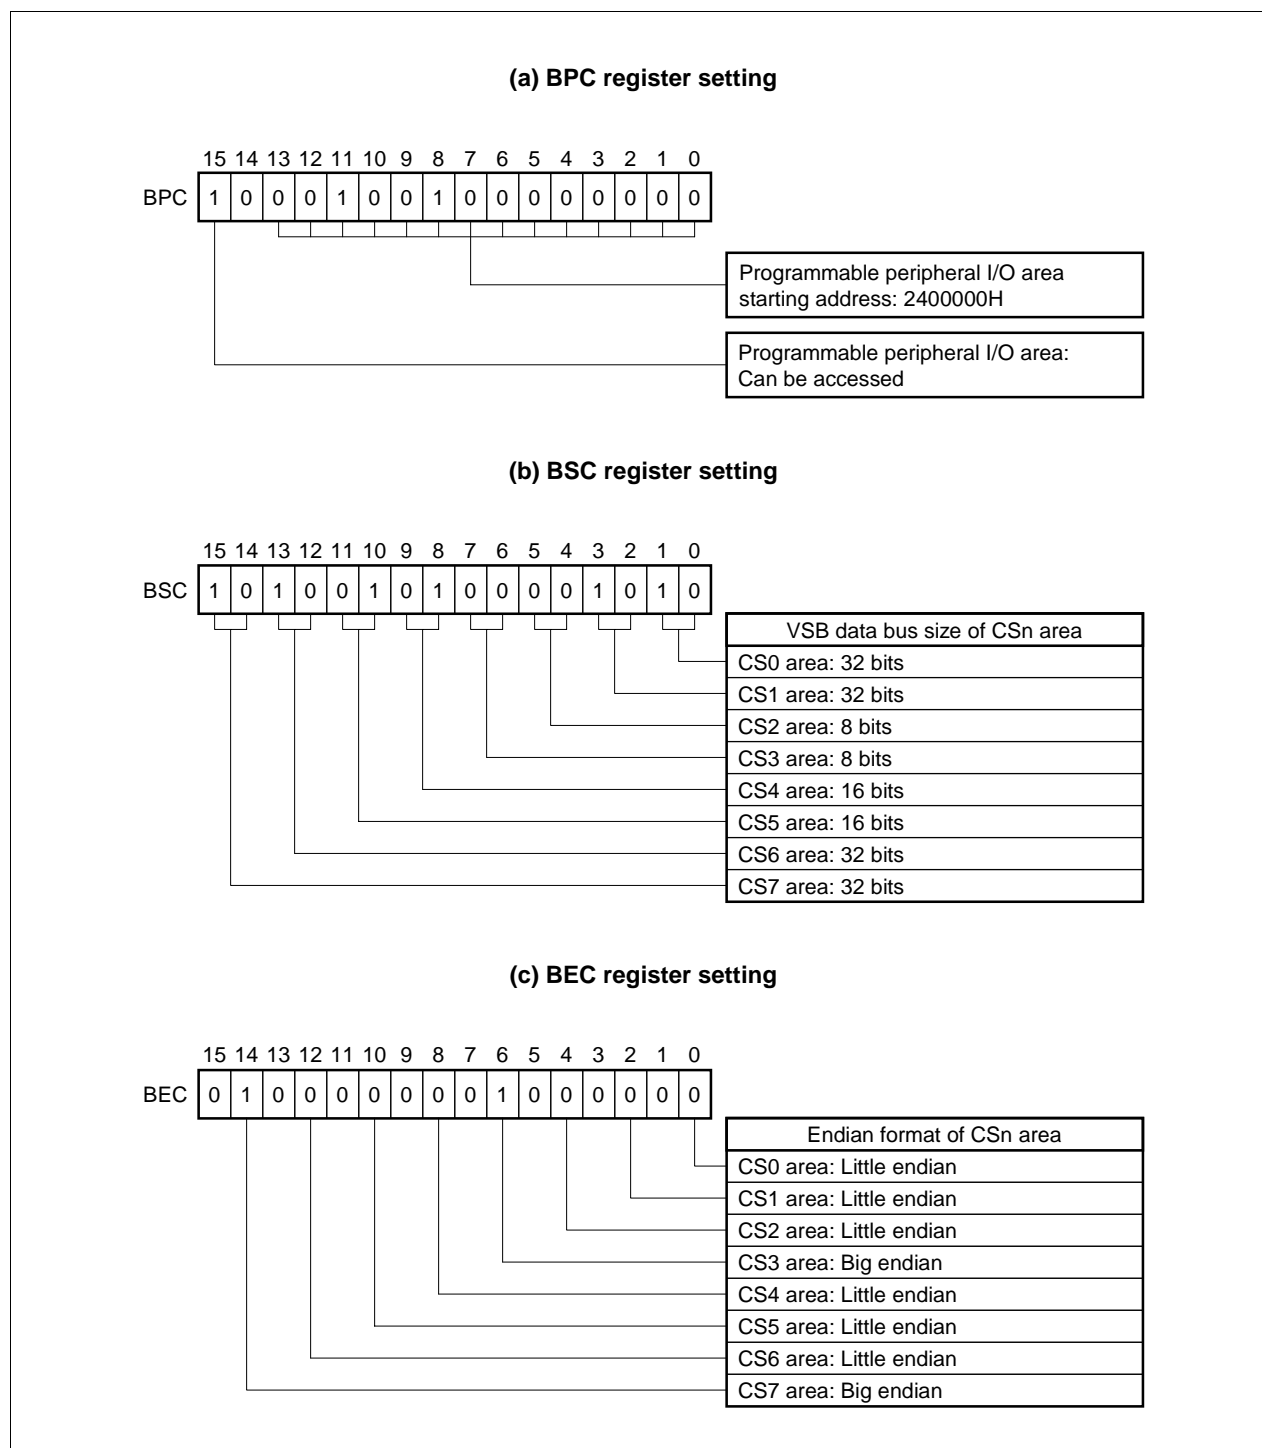 (a) BPC register setting
15 14 13 12 11 10 9 8 7 6 5 4 3 2 1 0
BPC 1 0 0 0 1 0 0 1 0 0 0 0 0 0 0 0
Programmable peripheral I/O area
starting address: 2400000H
Programmable peripheral I/O area:
Can be accessed
(b) BSC register setting
15 14 13 12 11 10 9 8 7 6 5 4 3 2 1 0
BSC 1 0 1 0 0 1 0 1 0 0 0 0 1 0 1 0
VSB data bus size of CSn area
CS0 area: 32 bits
CS1 area: 32 bits
CS2 area: 8 bits
CS3 area: 8 bits
CS4 area: 16 bits
CS5 area: 16 bits
CS6 area: 32 bits
CS7 area: 32 bits
(c) BEC register setting
15 14 13 12 11 10 9 8 7 6 5 4 3 2 1 0
BEC 0 1 0 0 0 0 0 0 0 1 0 0 0 0 0 0
Endian format of CSn area
CS0 area: Little endian
CS1 area: Little endian
CS2 area: Little endian
CS3 area: Big endian
CS4 area: Little endian
CS5 area: Little endian
CS6 area: Little endian
CS7 area: Big endian